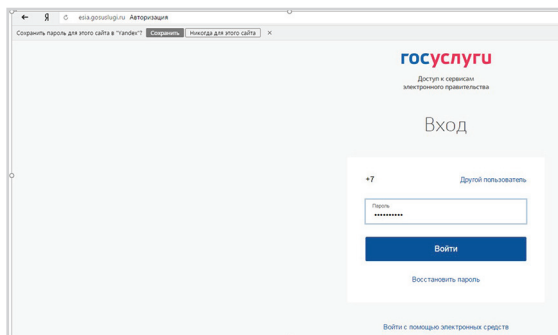 esia.gosuslugi.ru Авторизация
Сохранить пароль для этого сайта в "Yandex"? Сохранить Никогда для этого сайта
госуслуги
Доступ к сервисам
электронного правительства
Вход
+7 Другой пользователь
Пароль
Войти
Восстановить пароль
Войти с помощью электронных средств